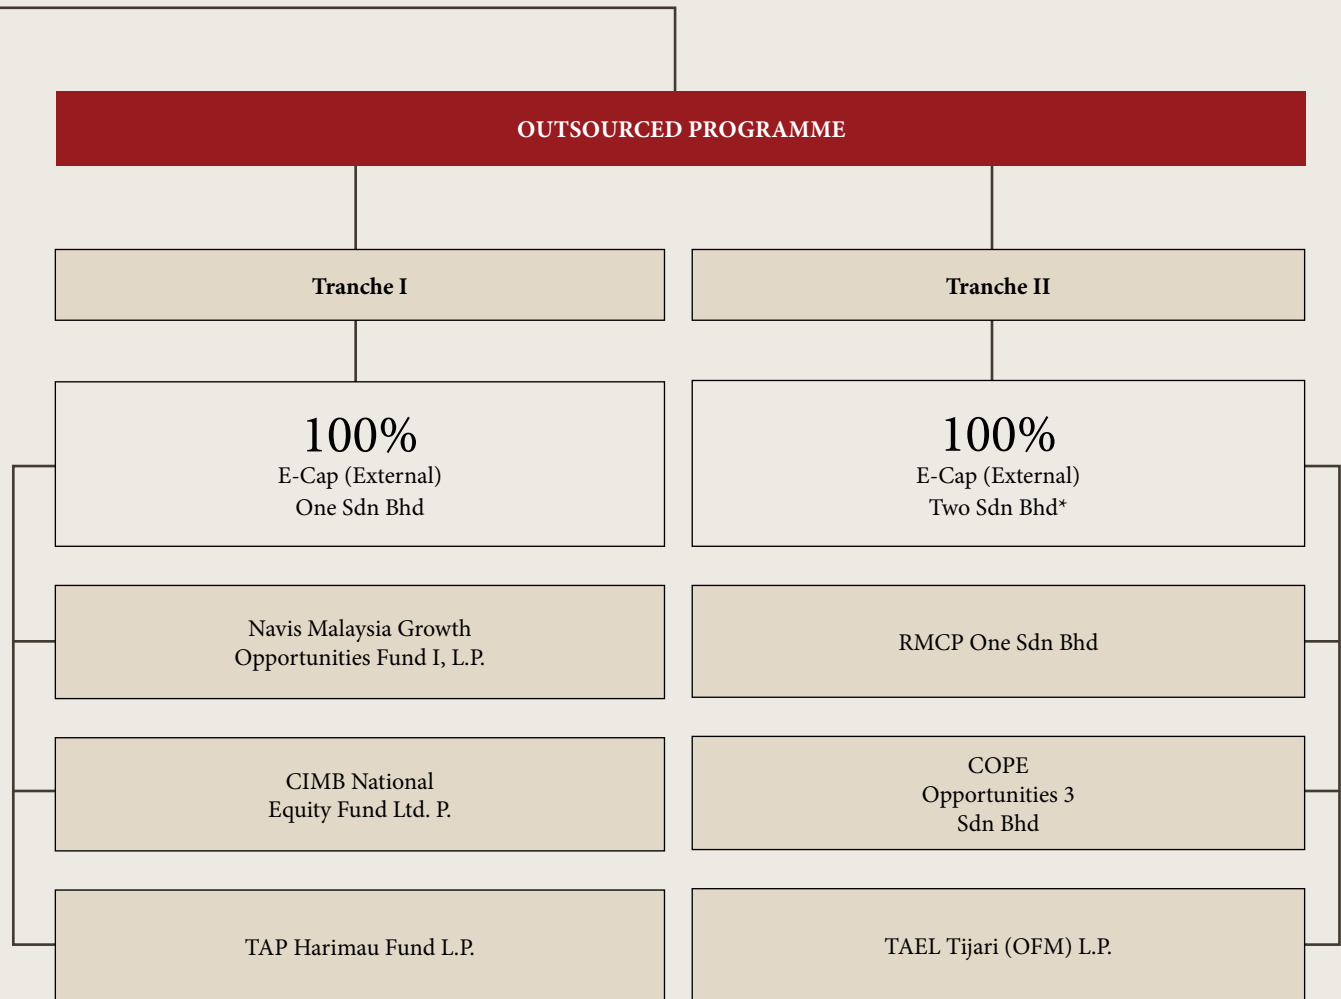 OUTSOURCED PROGRAMME
Tranche I
100%
E-Cap (External)
One Sdn Bhd
Navis Malaysia Growth
Opportunities Fund I, L.P.
CIMB National
Equity Fund Ltd. P.
TAP Harimau Fund L.P.
Tranche II
100%
E-Cap (External)
Two Sdn Bhd*
RMCP One Sdn Bhd
COPE
Opportunities 3
Sdn Bhd
TAEL Tijari (OFM) L.P.